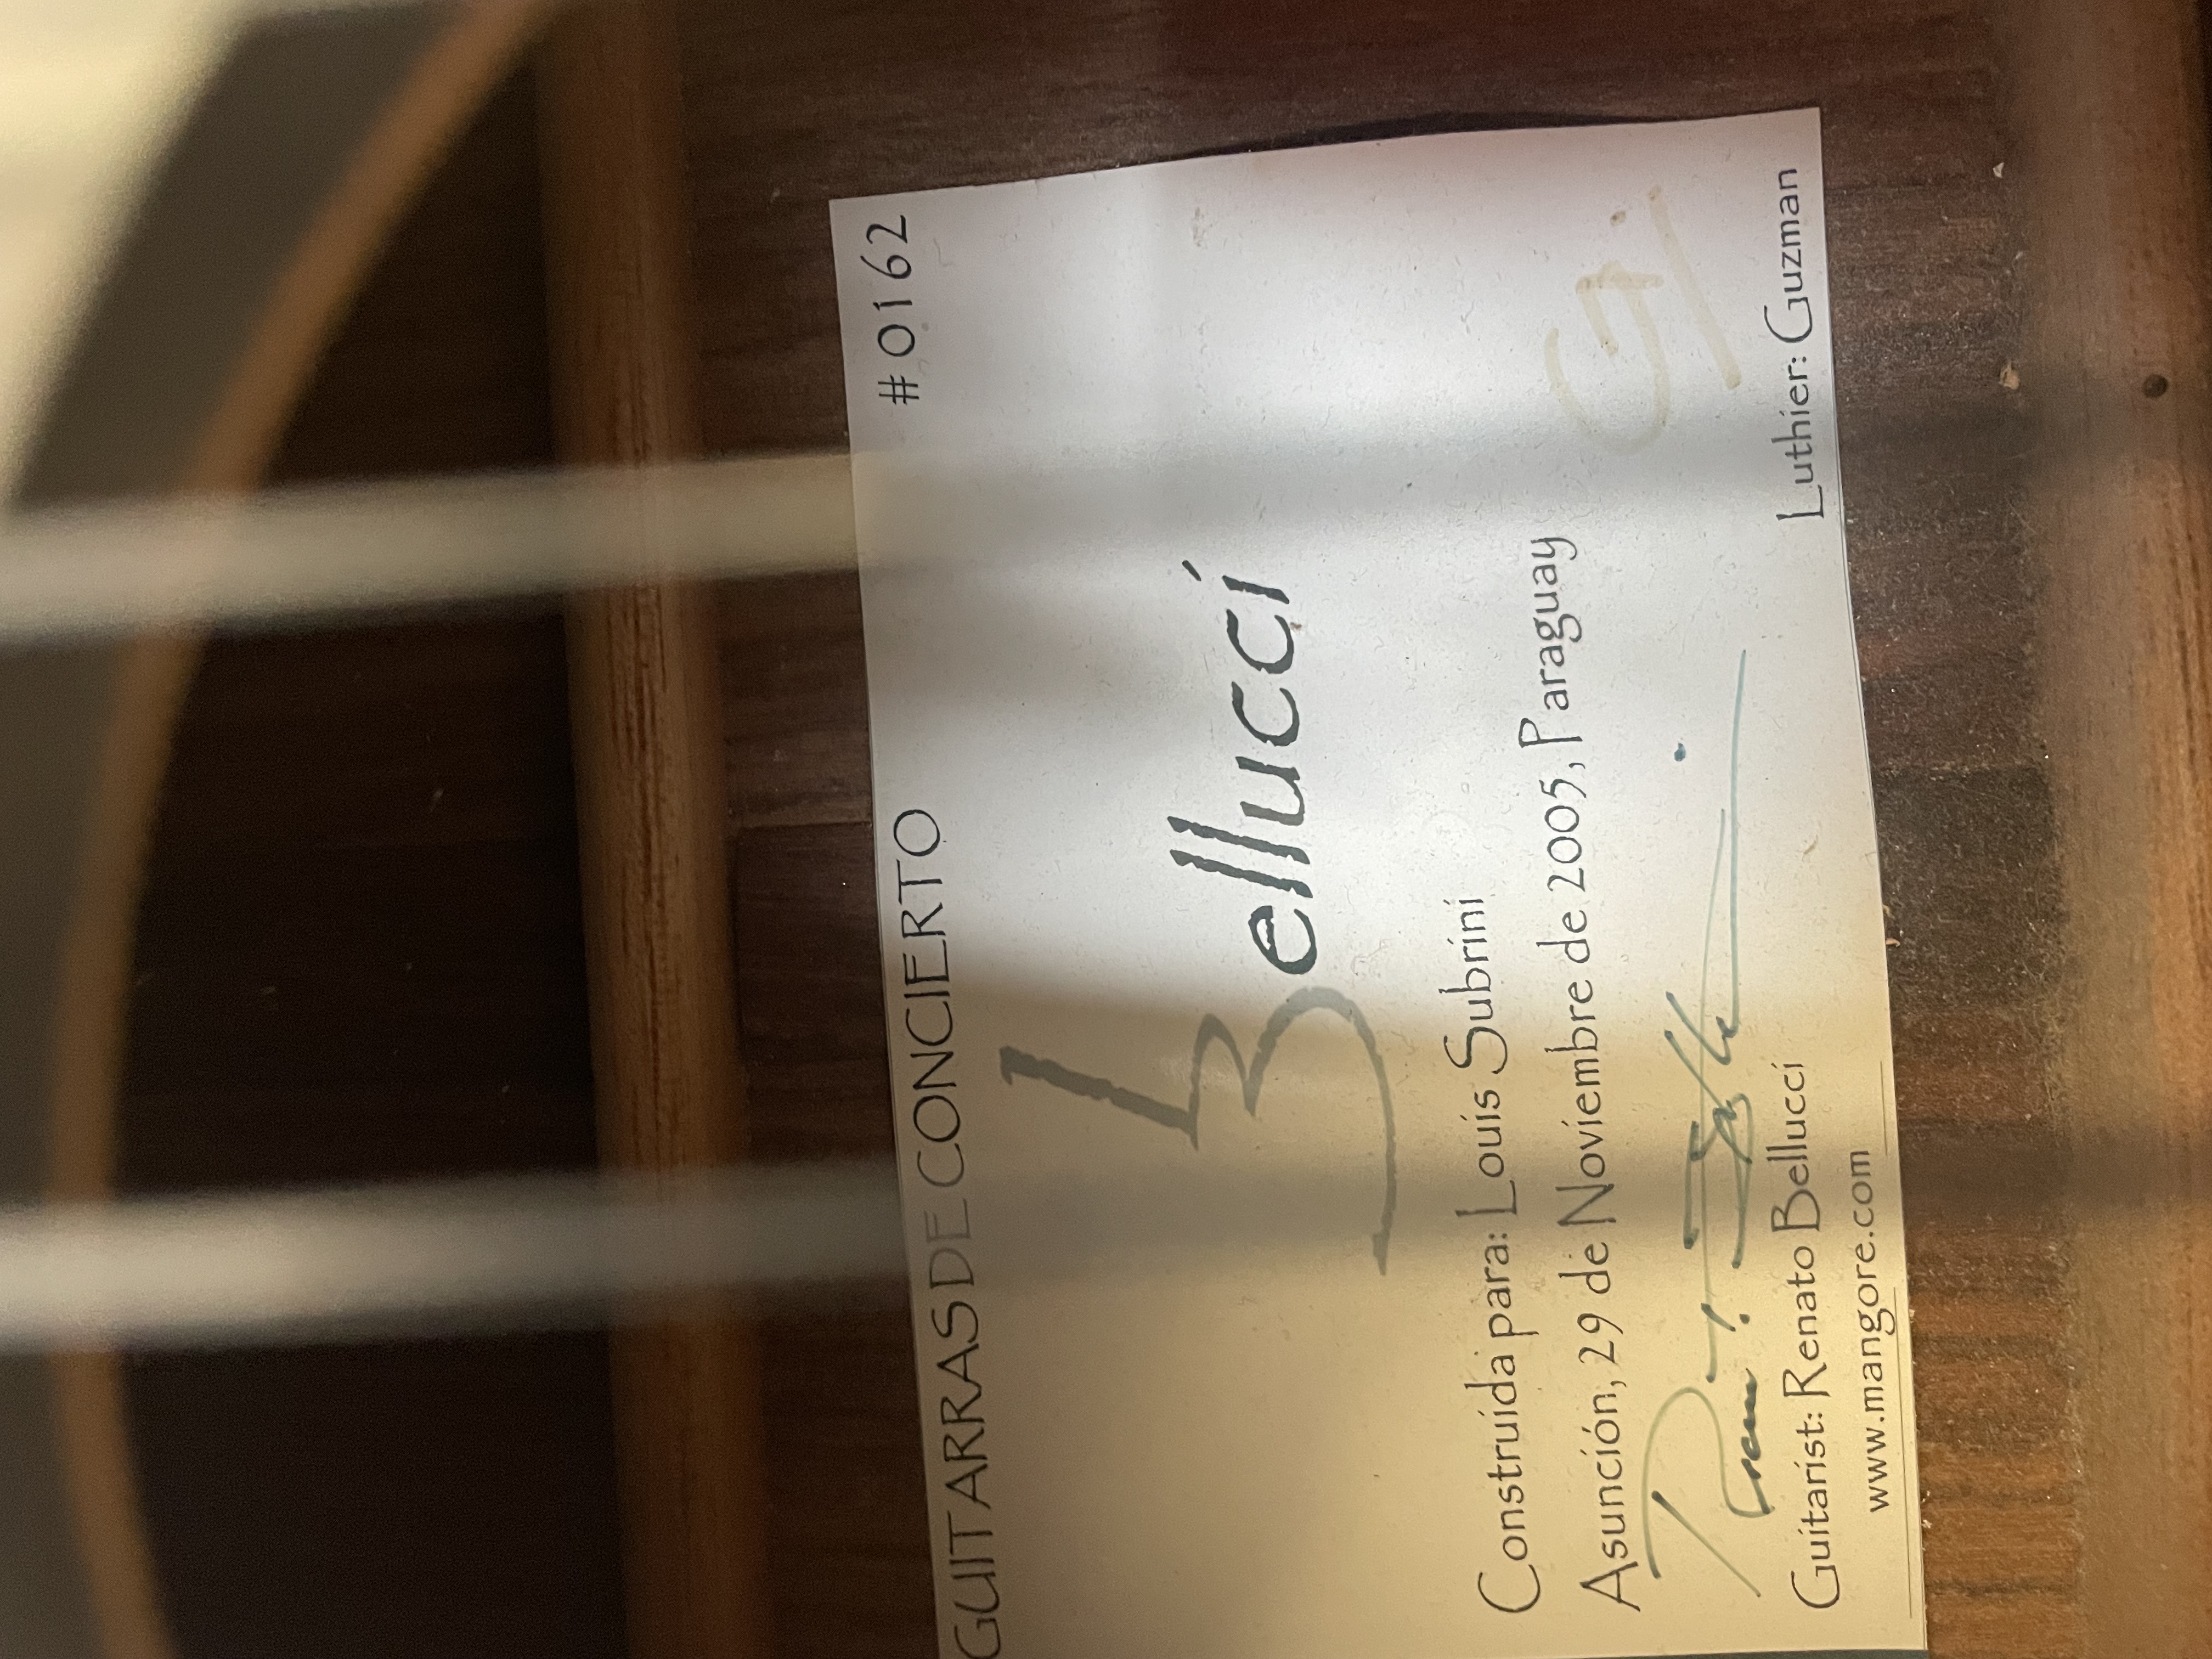 GUITARRAS DE CONCIERTO #0162
Bellucci
Construida para: Louis Subrini
Asunción, 29 de Noviembre de 2005, Paraguay
Guitarist: Renato Bellucci Luthier: Guzman
www.mangore.com